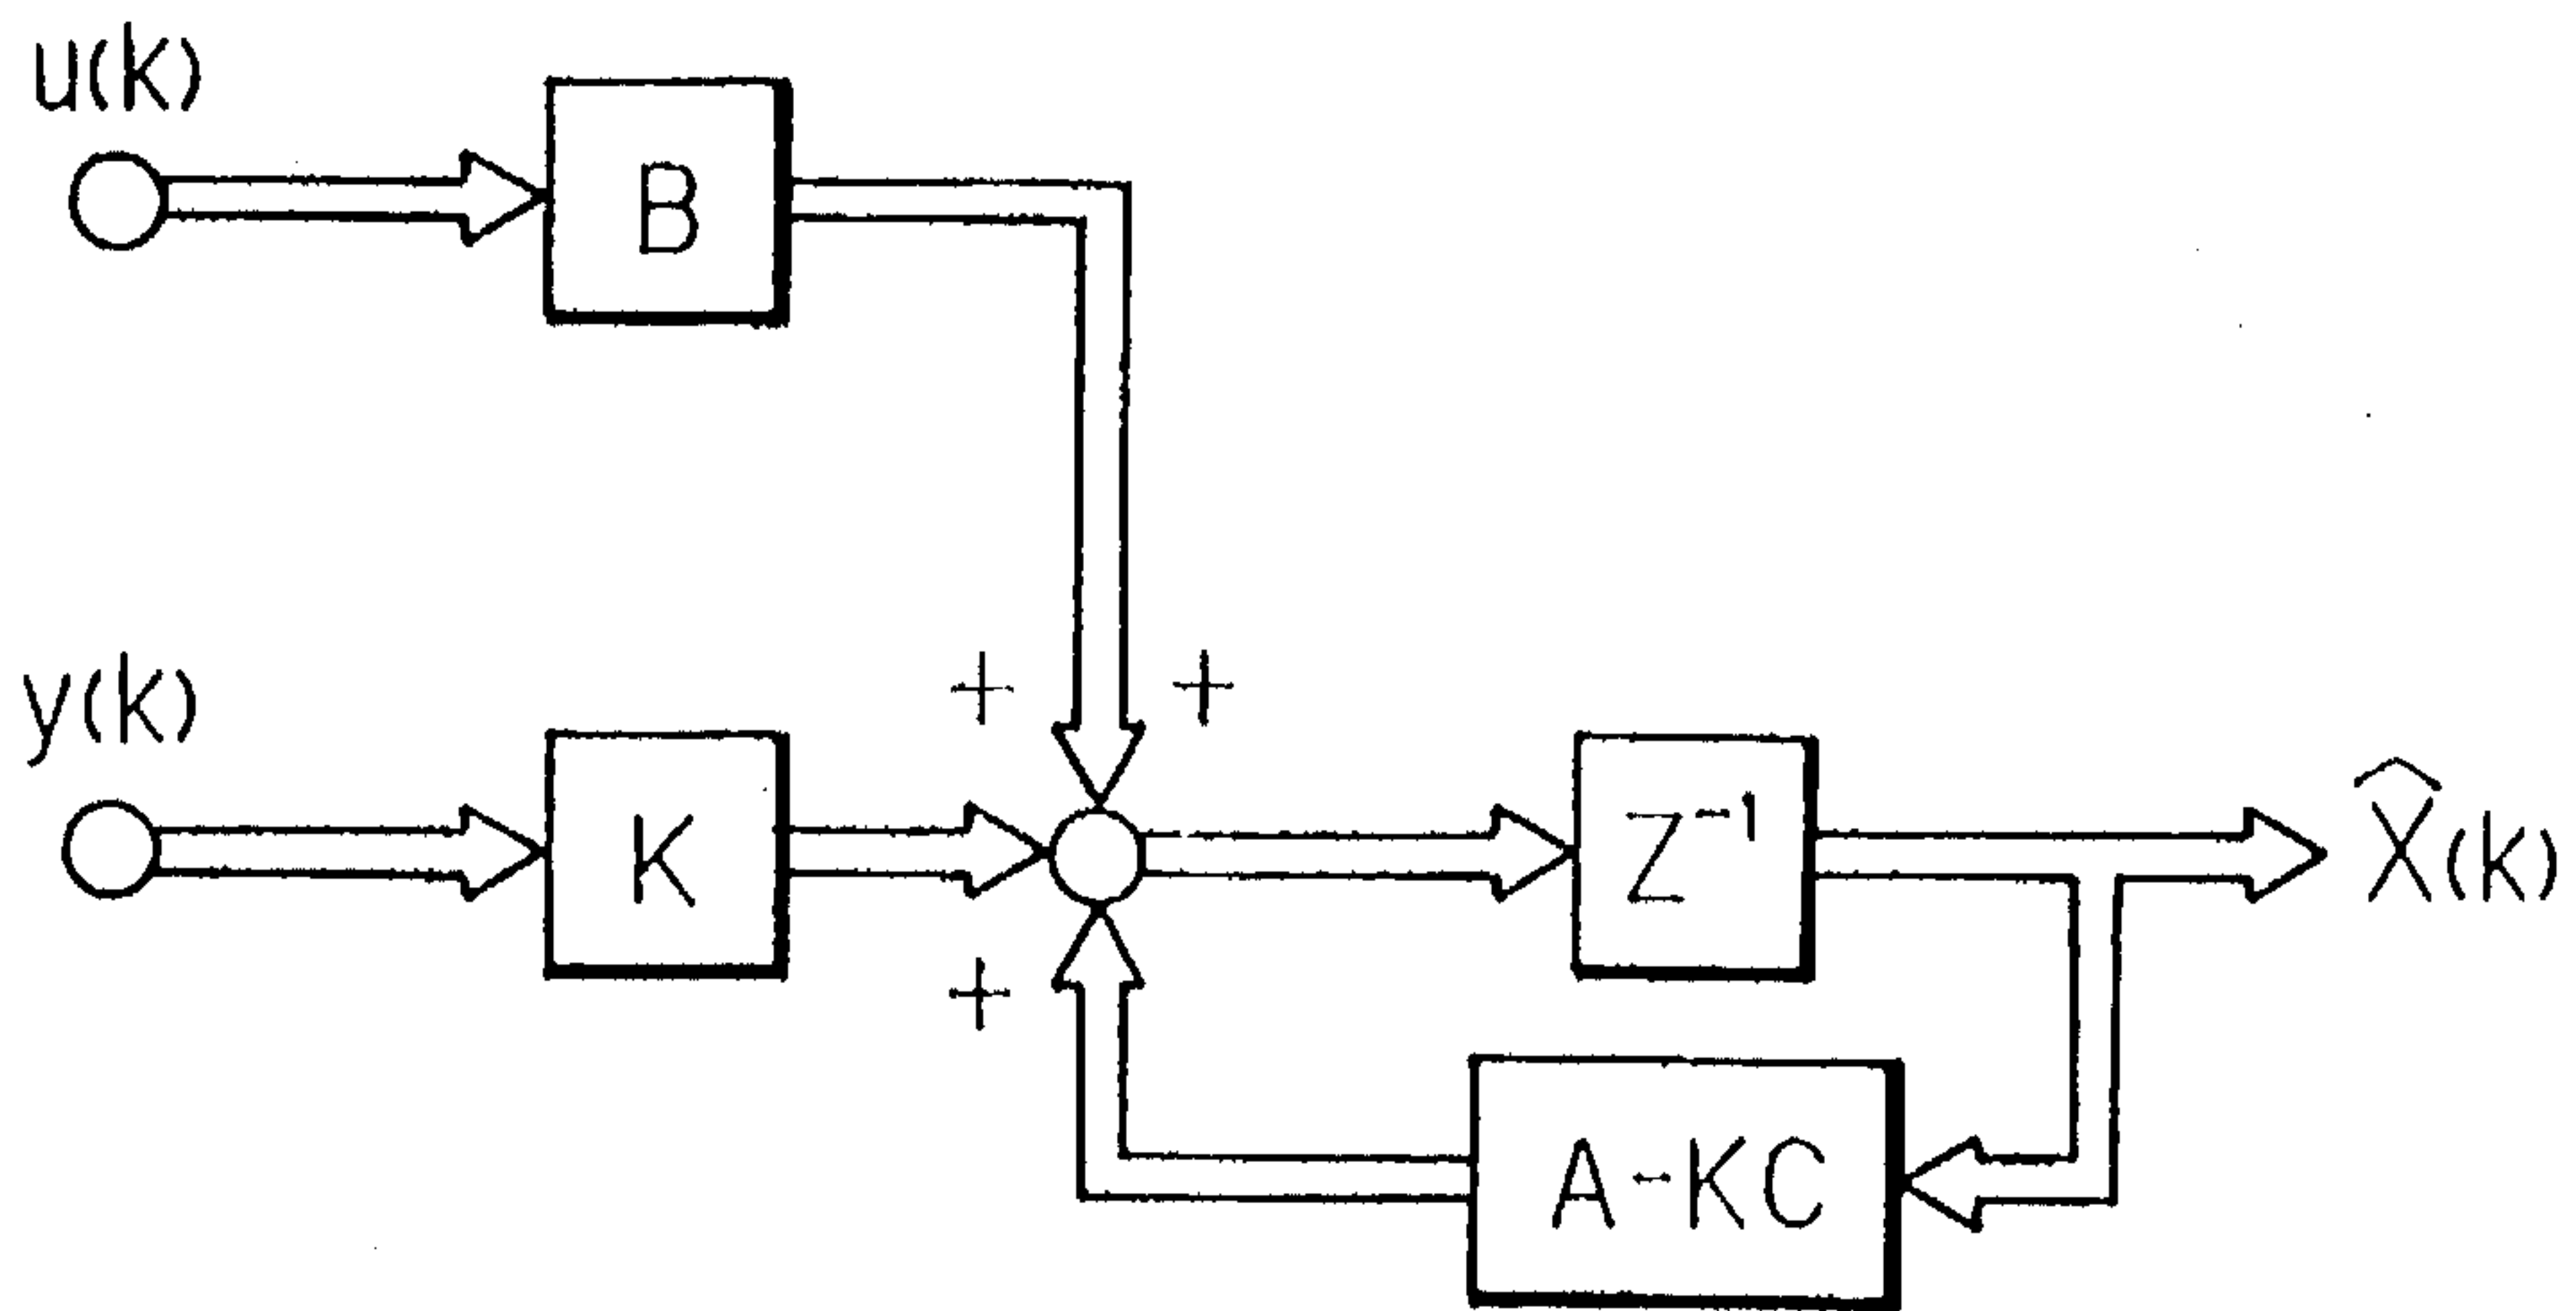 u(k)
B
y(k)
+ +
K
Z⁻¹
X̂(k)
+
A-KC